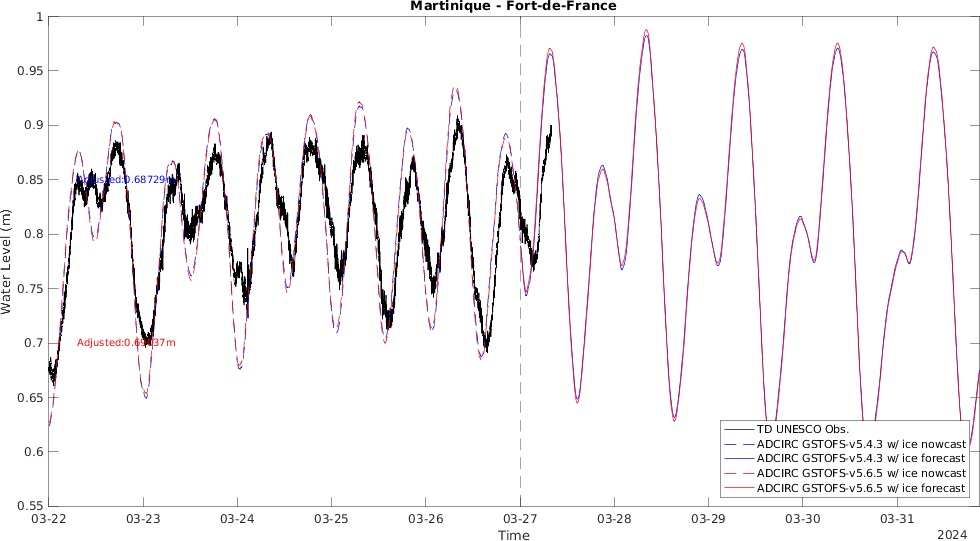 Martinique - Fort-de-France
Water Level (m)
1
0.95
0.9
0.85
0.8
0.75
0.7
0.65
0.6
0.55
Adjusted:0.68729m
03-22 03-23 03-24 03-25 03-26 03-27 03-28 03-29 03-30 03-31
Time
2024
TD UNESCO Obs.
ADCIRC GSTOFS-v5.4.3 w/ ice nowcast
ADCIRC GSTOFS-v5.4.3 w/ ice forecast
ADCIRC GSTOFS-v5.6.5 w/ ice nowcast
ADCIRC GSTOFS-v5.6.5 w/ ice forecast